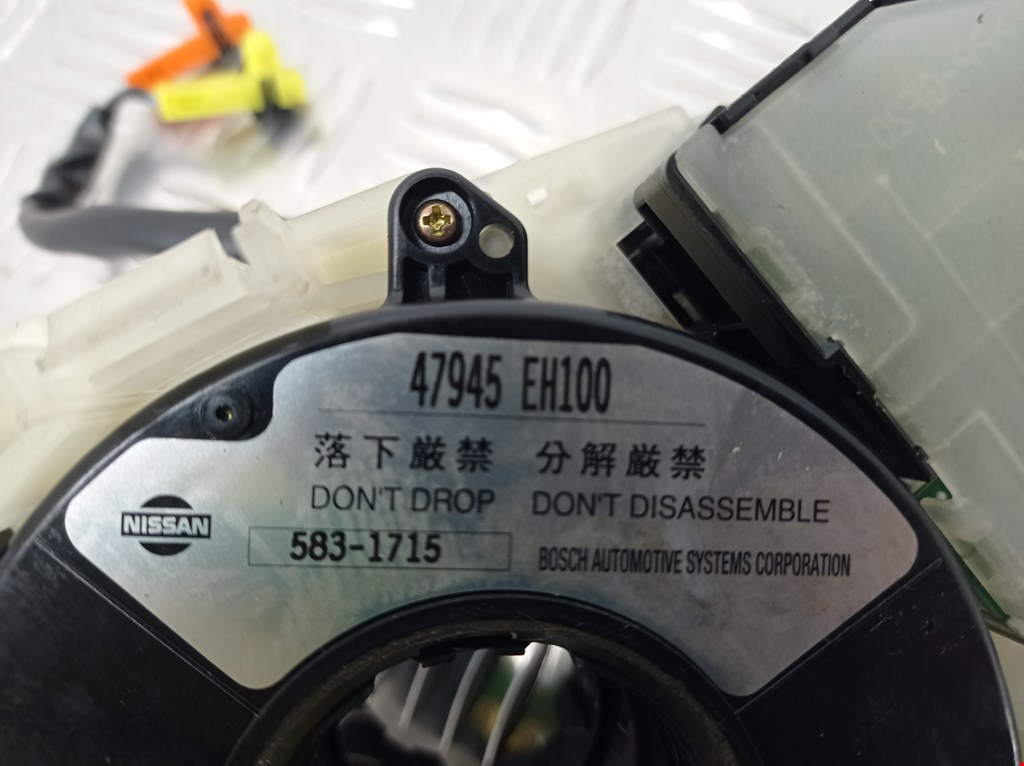 47945 EH100
落下厳禁 分解厳禁
DON'T DROP DON'T DISASSEMBLE
NISSAN
583-1715
BOSCH AUTOMOTIVE SYSTEMS CORPORATION